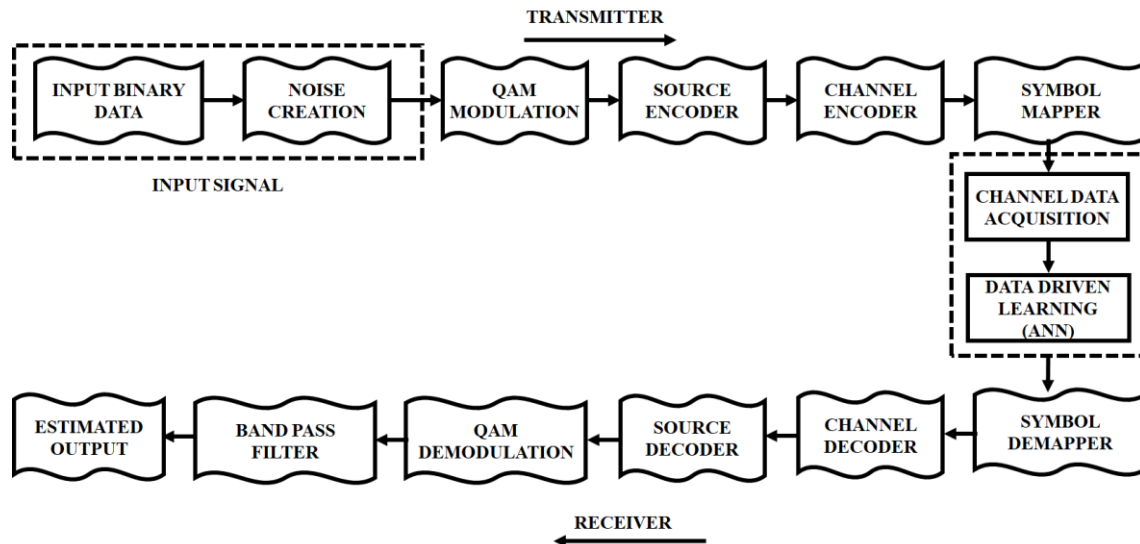 TRANSMITTER
INPUT BINARY
DATA
NOISE
CREATION
QAM
MODULATION
SOURCE
ENCODER
CHANNEL
ENCODER
SYMBOL
MAPPER
INPUT SIGNAL
CHANNEL DATA
ACQUISITION
DATA DRIVEN
LEARNING
(ANN)
ESTIMATED
OUTPUT
BAND PASS
FILTER
QAM
DEMODULATION
SOURCE
DECODER
CHANNEL
DECODER
SYMBOL
DEMAPPER
RECEIVER